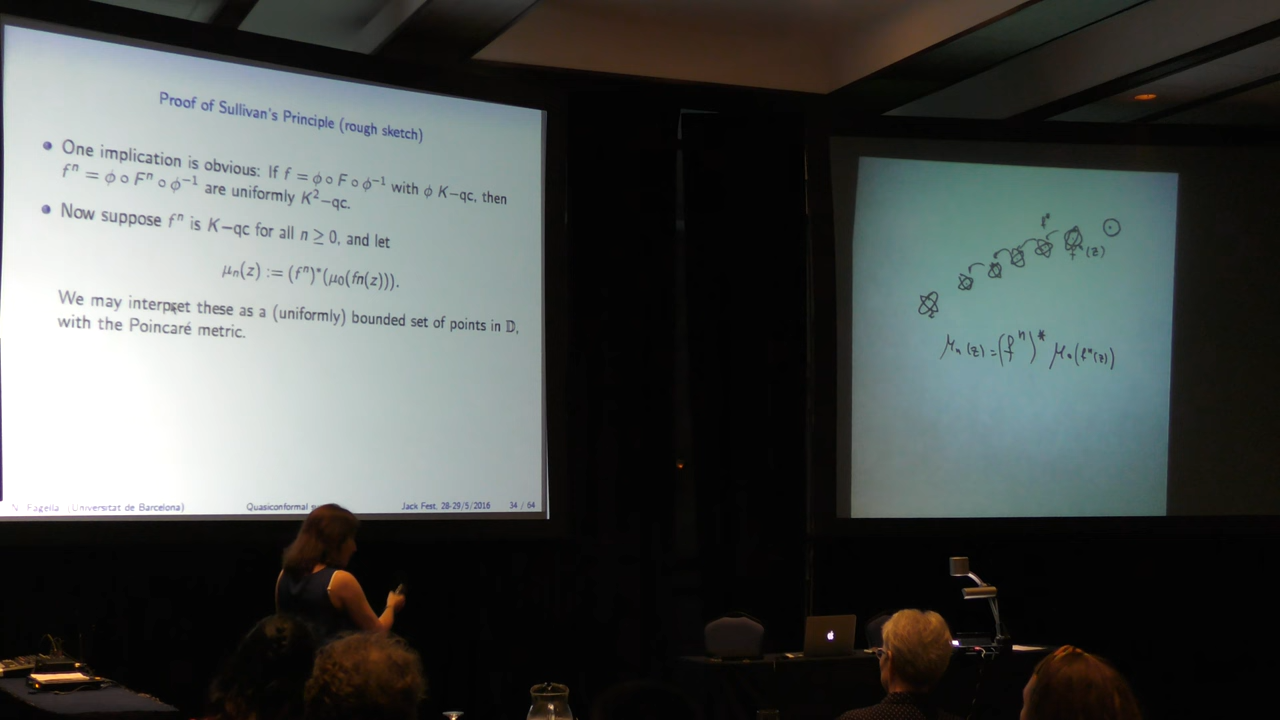 Proof of Sullivan's Principle (rough sketch)
• One implication is obvious: If f = ϕ ∘ F ∘ ϕ⁻¹ with ϕ K−qc, then
fⁿ = ϕ ∘ Fⁿ ∘ ϕ⁻¹ are uniformly K²−qc.
• Now suppose fⁿ is K−qc for all n ≥ 0, and let
μₙ(z) := (fⁿ)*(μ₀(fn(z))).
We may interpret these as a (uniformly) bounded set of points in 𝔻,
with the Poincaré metric.
N. Fagella (Universitat de Barcelona) Quasiconformal Jack Fest, 28-29/5/2016 34 / 64
f*
fⁿ(z)
z
μₙ(z) = (fⁿ)* μ₀(fⁿ(z))